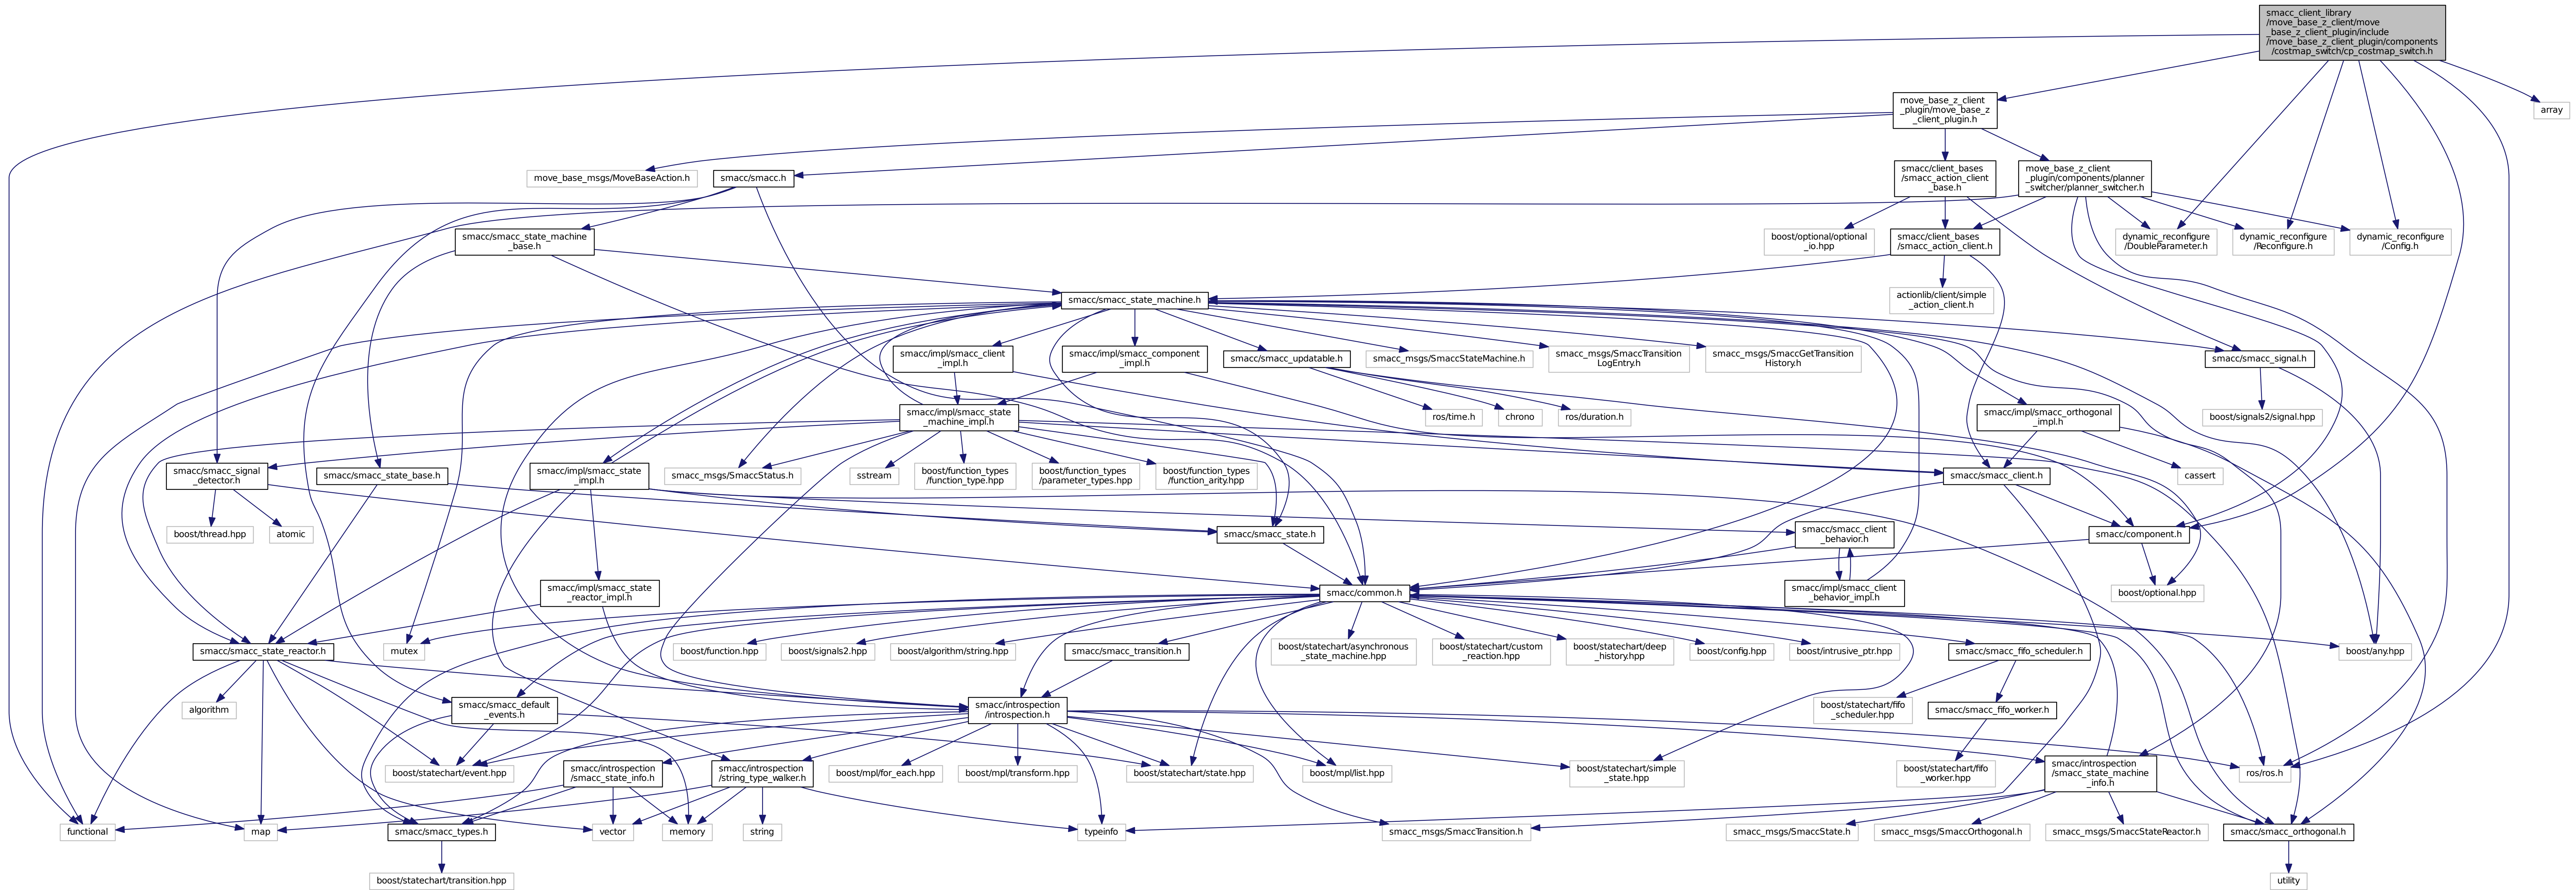 smacc_client_library
/move_base_z_client/move
_base_z_client_plugin/include
/move_base_z_client_plugin/components
/costmap_switch/cp_costmap_switch.h
move_base_z_client
_plugin/move_base_z
_client_plugin.h
array
move_base_msgs/MoveBaseAction.h
smacc/smacc.h
smacc/client_bases
/smacc_action_client
_base.h
move_base_z_client
_plugin/components/planner
_switcher/planner_switcher.h
smacc/smacc_state_machine
_base.h
boost/optional/optional
_io.hpp
smacc/client_bases
/smacc_action_client.h
dynamic_reconfigure
/DoubleParameter.h
dynamic_reconfigure
/Reconfigure.h
dynamic_reconfigure
/Config.h
smacc/smacc_state_machine.h
actionlib/client/simple
_action_client.h
smacc/impl/smacc_client
_impl.h
smacc/impl/smacc_component
_impl.h
smacc/smacc_updatable.h
smacc_msgs/SmaccStateMachine.h
smacc_msgs/SmaccTransition
LogEntry.h
smacc_msgs/SmaccGetTransition
History.h
smacc/smacc_signal.h
smacc/impl/smacc_state
_machine_impl.h
ros/time.h
chrono
ros/duration.h
smacc/impl/smacc_orthogonal
_impl.h
boost/signals2/signal.hpp
smacc/smacc_signal
_detector.h
smacc/smacc_state_base.h
smacc/impl/smacc_state
_impl.h
smacc_msgs/SmaccStatus.h
sstream
boost/function_types
/function_type.hpp
boost/function_types
/parameter_types.hpp
boost/function_types
/function_arity.hpp
smacc/smacc_client.h
cassert
boost/thread.hpp
atomic
smacc/smacc_state.h
smacc/smacc_client
_behavior.h
smacc/component.h
smacc/impl/smacc_state
_reactor_impl.h
smacc/common.h
smacc/impl/smacc_client
_behavior_impl.h
boost/optional.hpp
smacc/smacc_state_reactor.h
mutex
boost/function.hpp
boost/signals2.hpp
boost/algorithm/string.hpp
smacc/smacc_transition.h
boost/statechart/asynchronous
_state_machine.hpp
boost/statechart/custom
_reaction.hpp
boost/statechart/deep
_history.hpp
boost/config.hpp
boost/intrusive_ptr.hpp
smacc/smacc_fifo_scheduler.h
boost/any.hpp
algorithm
smacc/smacc_default
_events.h
smacc/introspection
/introspection.h
boost/statechart/fifo
_scheduler.hpp
smacc/smacc_fifo_worker.h
boost/statechart/event.hpp
smacc/introspection
/smacc_state_info.h
smacc/introspection
/string_type_walker.h
boost/mpl/for_each.hpp
boost/mpl/transform.hpp
boost/statechart/state.hpp
boost/mpl/list.hpp
boost/statechart/simple
_state.hpp
boost/statechart/fifo
_worker.hpp
smacc/introspection
/smacc_state_machine
_info.h
ros/ros.h
functional
map
smacc/smacc_types.h
vector
memory
string
typeinfo
smacc_msgs/SmaccTransition.h
smacc_msgs/SmaccState.h
smacc_msgs/SmaccOrthogonal.h
smacc_msgs/SmaccStateReactor.h
smacc/smacc_orthogonal.h
boost/statechart/transition.hpp
utility